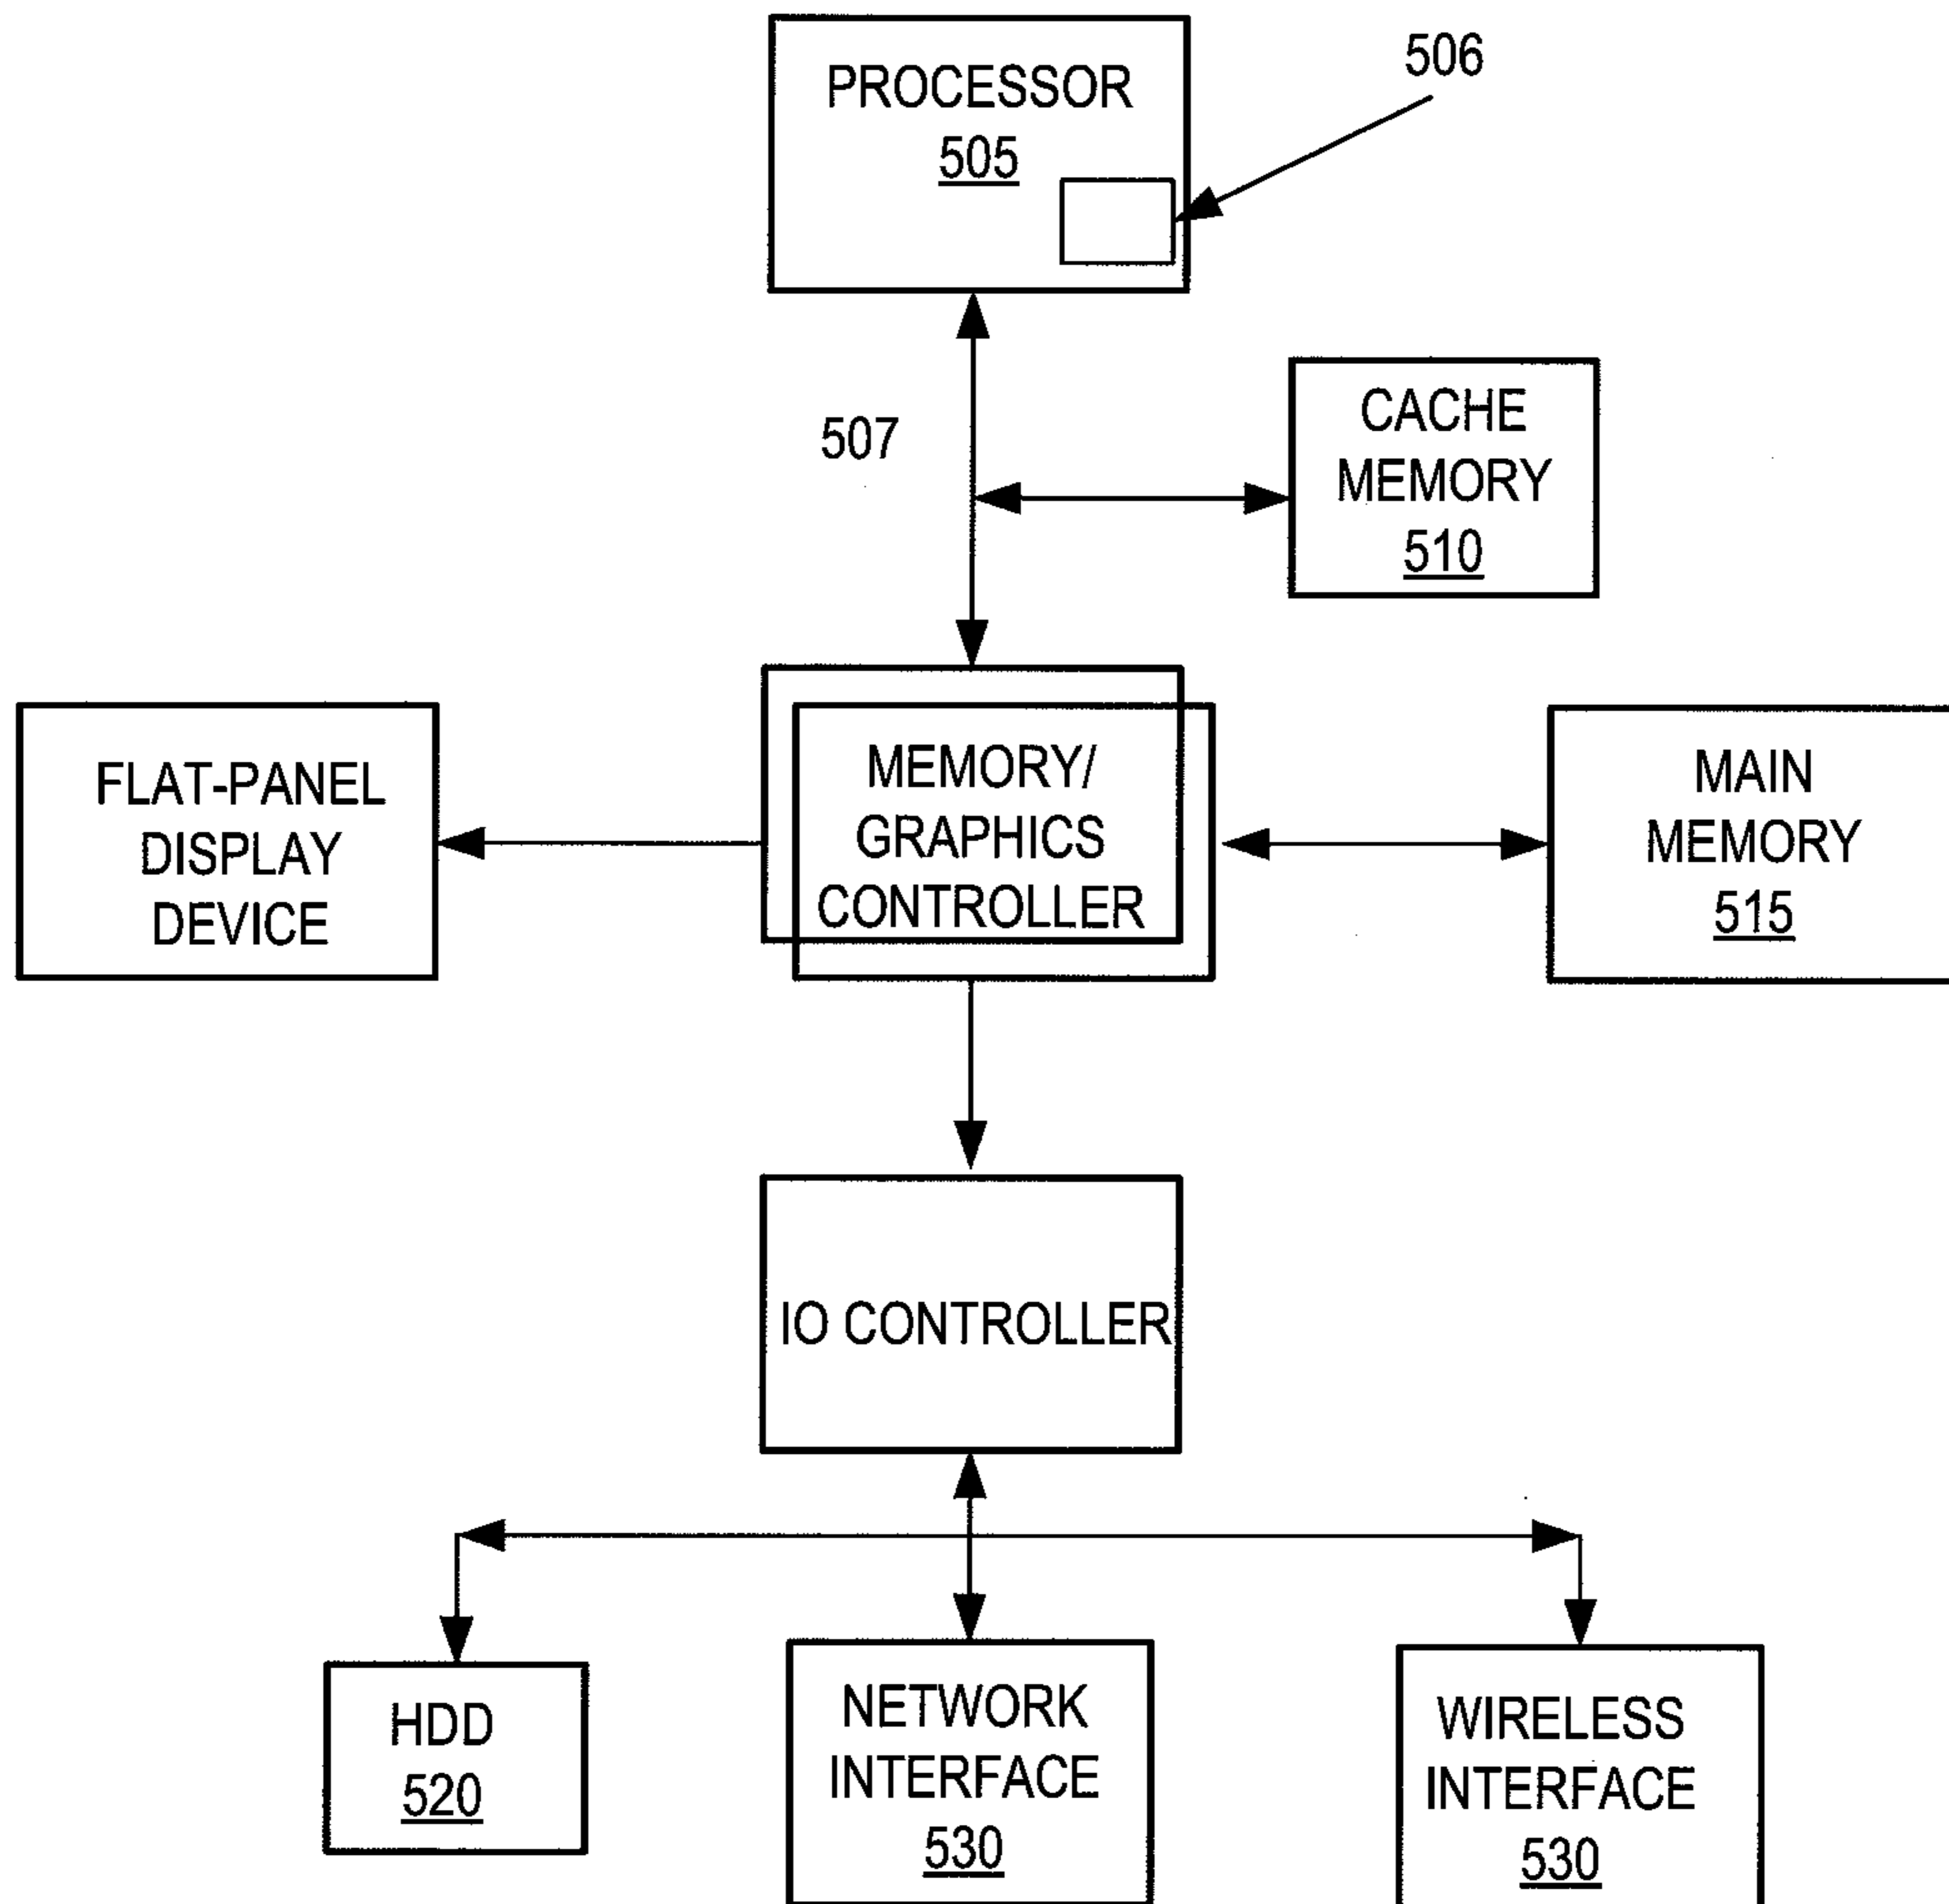 PROCESSOR
505
506
507
CACHE
MEMORY
510
FLAT-PANEL
DISPLAY
DEVICE
MEMORY/
GRAPHICS
CONTROLLER
MAIN
MEMORY
515
IO CONTROLLER
HDD
520
NETWORK
INTERFACE
530
WIRELESS
INTERFACE
530